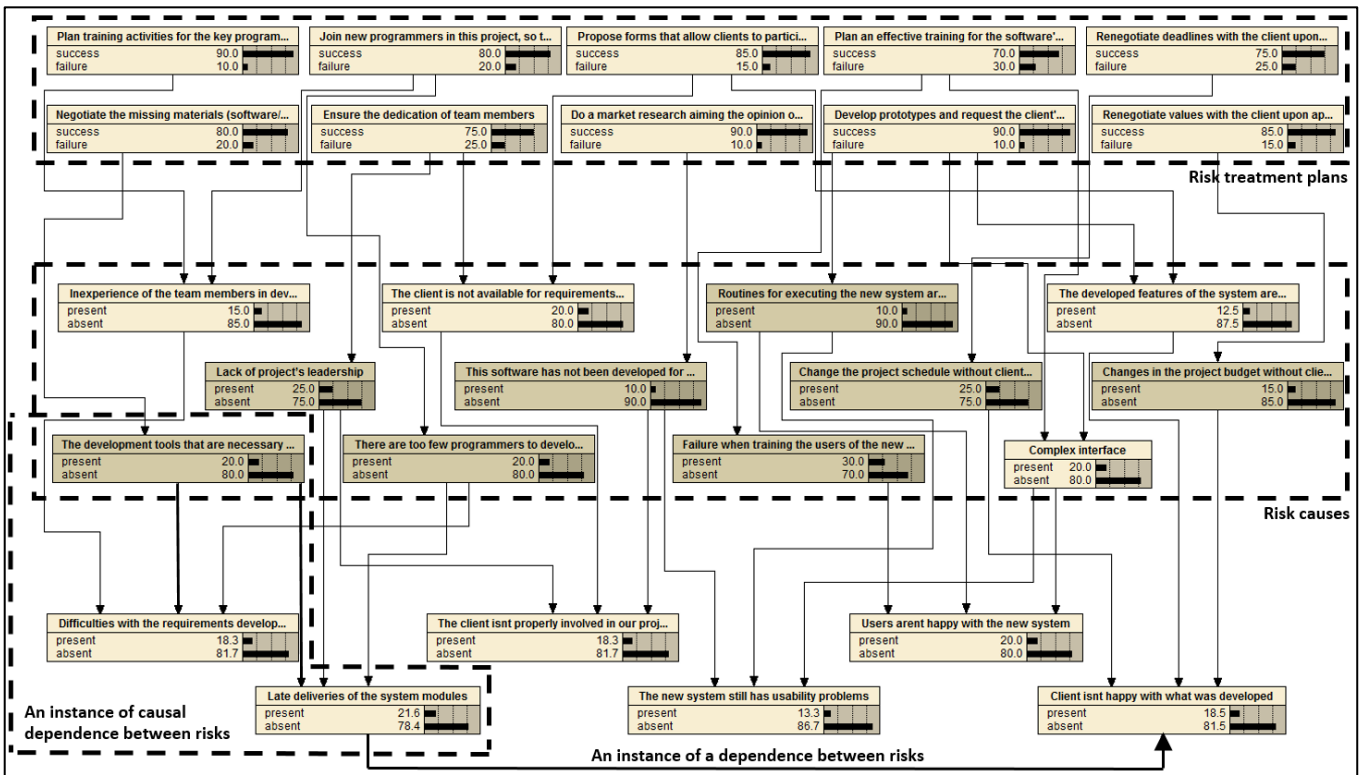 Plan training activities for the key program...
success 90.0
failure 10.0
Join new programmers in this project, so t...
success 80.0
failure 20.0
Propose forms that allow clients to partici...
success 85.0
failure 15.0
Plan an effective training for the software'...
success 70.0
failure 30.0
Renegotiate deadlines with the client upon...
success 75.0
failure 25.0
Negotiate the missing materials (software/...
success 80.0
failure 20.0
Ensure the dedication of team members
success 75.0
failure 25.0
Do a market research aiming the opinion o...
success 90.0
failure 10.0
Develop prototypes and request the client'...
success 90.0
failure 10.0
Renegotiate values with the client upon ap...
success 85.0
failure 15.0
Risk treatment plans
Inexperience of the team members in dev...
present 15.0
absent 85.0
The client is not available for requirements...
present 20.0
absent 80.0
Routines for executing the new system ar...
present 10.0
absent 90.0
The developed features of the system are...
present 12.5
absent 87.5
Lack of project's leadership
present 25.0
absent 75.0
This software has not been developed for ...
present 10.0
absent 90.0
Change the project schedule without client...
present 25.0
absent 75.0
Changes in the project budget without clie...
present 15.0
absent 85.0
The development tools that are necessary ...
present 20.0
absent 80.0
There are too few programmers to develo...
present 20.0
absent 80.0
Failure when training the users of the new ...
present 30.0
absent 70.0
Complex interface
present 20.0
absent 80.0
Risk causes
Difficulties with the requirements develop...
present 18.3
absent 81.7
The client isnt properly involved in our proj...
present 18.3
absent 81.7
Users arent happy with the new system
present 20.0
absent 80.0
Late deliveries of the system modules
present 21.6
absent 78.4
The new system still has usability problems
present 13.3
absent 86.7
Client isnt happy with what was developed
present 18.5
absent 81.5
An instance of causal
dependence between risks
An instance of a dependence between risks